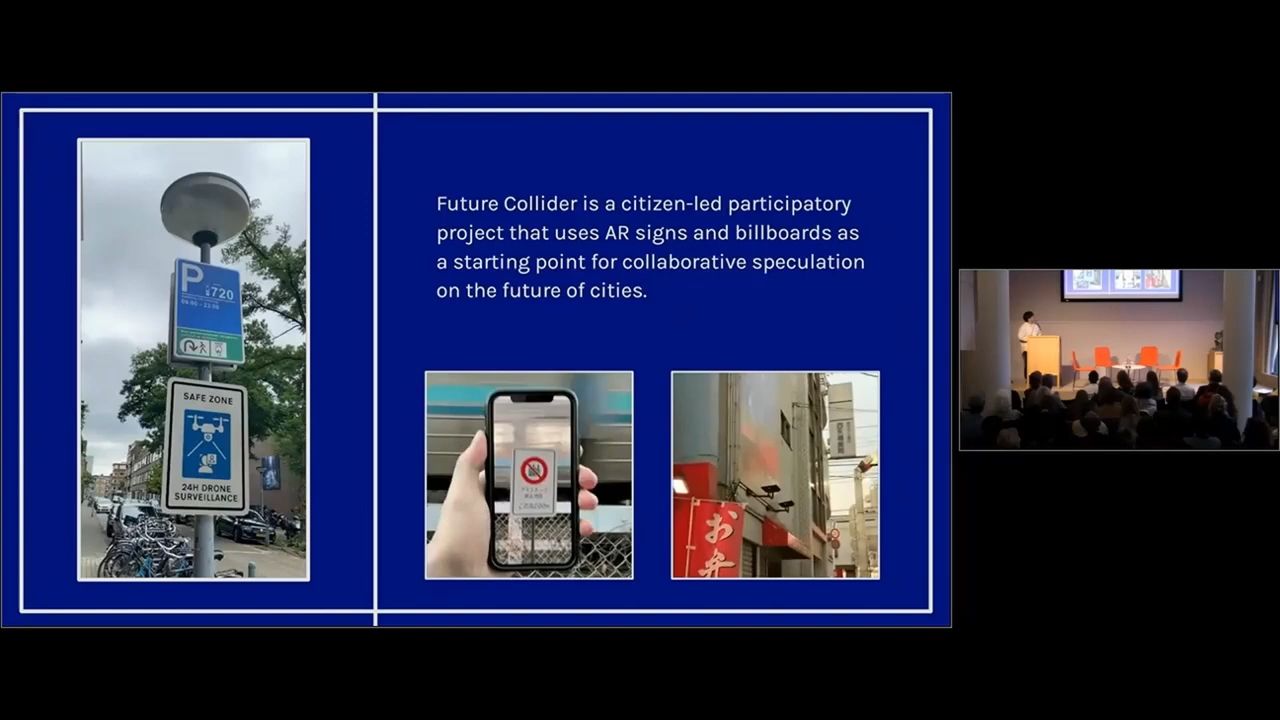 P
720
SAFE ZONE
24H DRONE
SURVEILLANCE
Future Collider is a citizen-led participatory
project that uses AR signs and billboards as
a starting point for collaborative speculation
on the future of cities.
お
弁